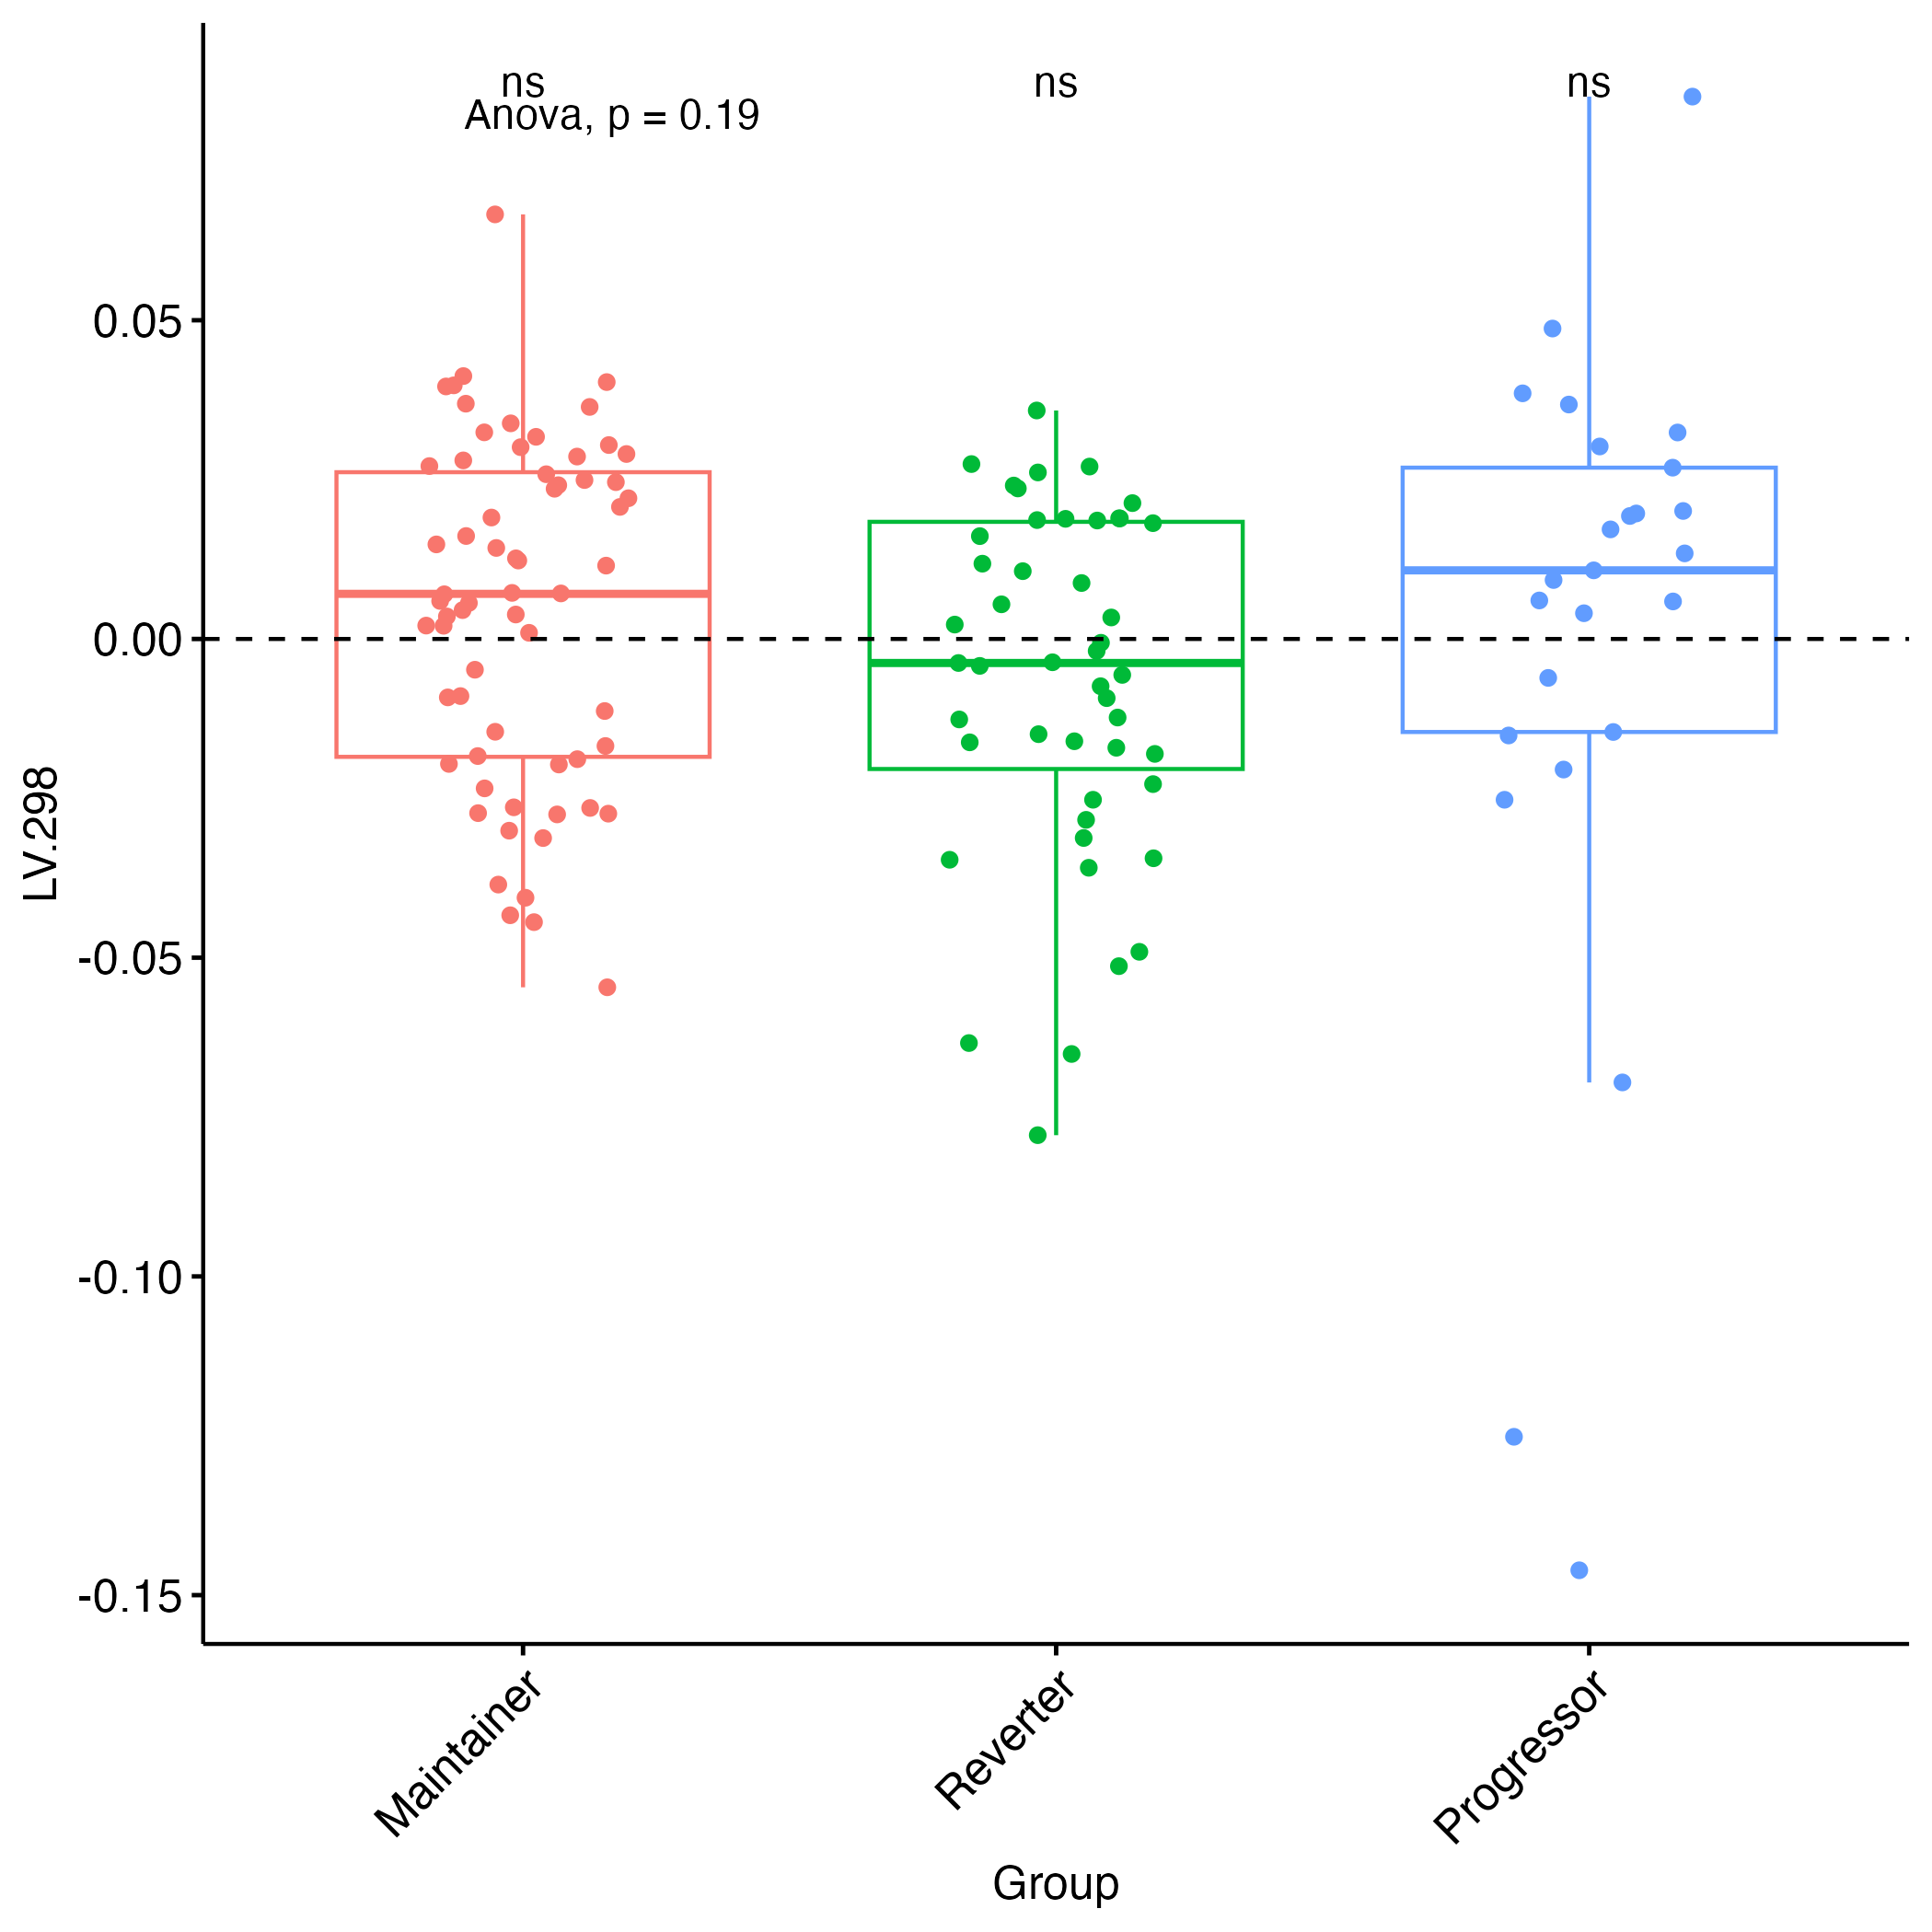 ns
ns
ns
Anova, p = 0.19
0.05
0.00
-0.05
-0.10
-0.15
LV.298
Maintainer
Reverter
Progressor
Group